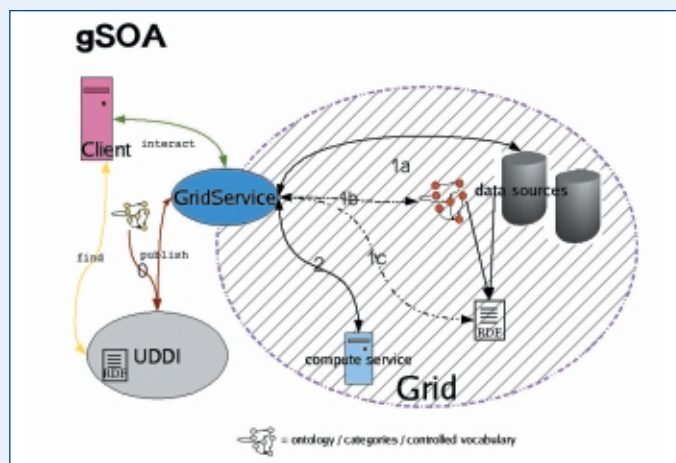 gSOA
Client
interact
GridService
1a
1b
data sources
find
0
publish
2
1c
RDF
UDDI
RDF
compute service
Grid
= ontology / categories / controlled vocabulary